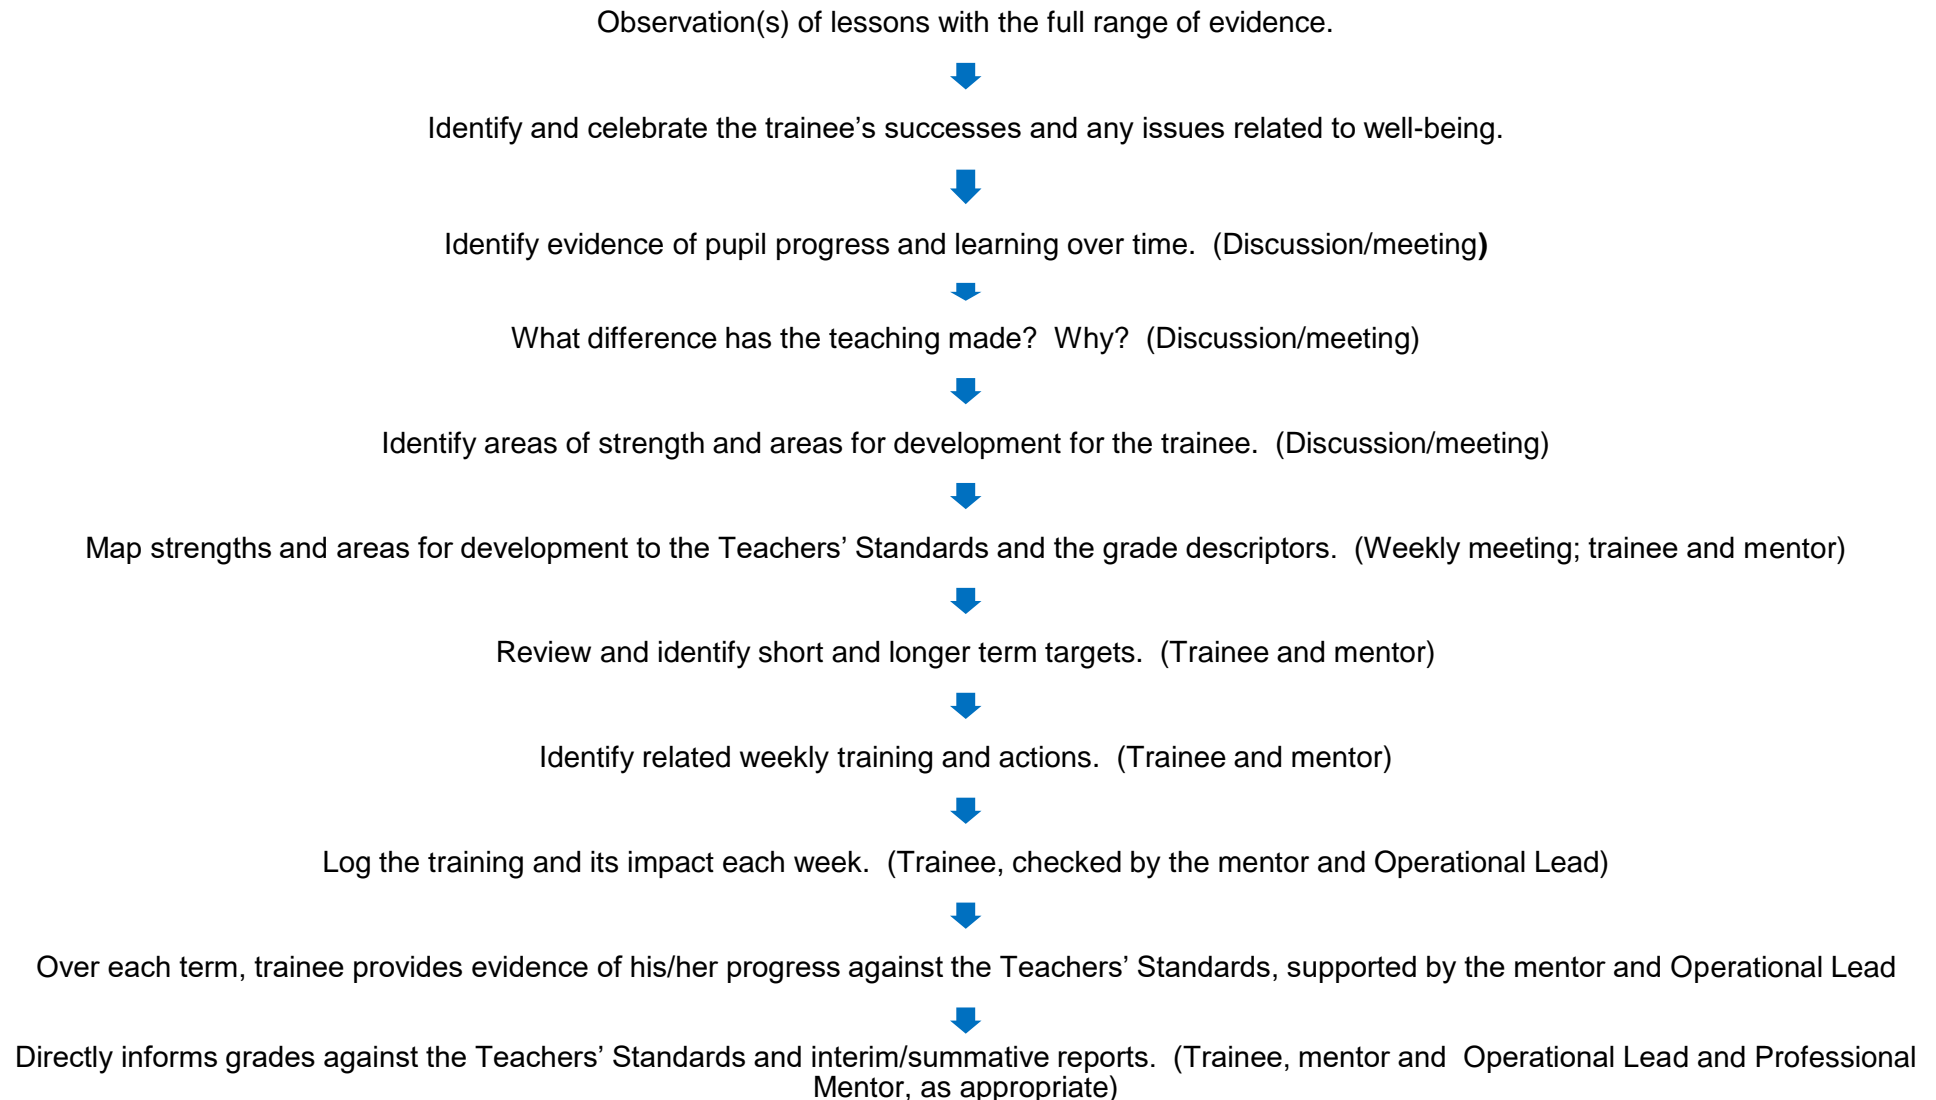 Observation(s) of lessons with the full range of evidence.
Identify and celebrate the trainee’s successes and any issues related to well-being.
Identify evidence of pupil progress and learning over time.  (Discussion/meeting)
What difference has the teaching made?  Why?  (Discussion/meeting)
Identify areas of strength and areas for development for the trainee.  (Discussion/meeting)
Map strengths and areas for development to the Teachers’ Standards and the grade descriptors.  (Weekly meeting; trainee and mentor)
Review and identify short and longer term targets.  (Trainee and mentor)
Identify related weekly training and actions.  (Trainee and mentor)
Log the training and its impact each week.  (Trainee, checked by the mentor and Operational Lead)
Over each term, trainee provides evidence of his/her progress against the Teachers’ Standards, supported by the mentor and Operational Lead
Directly informs grades against the Teachers’ Standards and interim/summative reports.  (Trainee, mentor and  Operational Lead and Professional
Mentor, as appropriate)